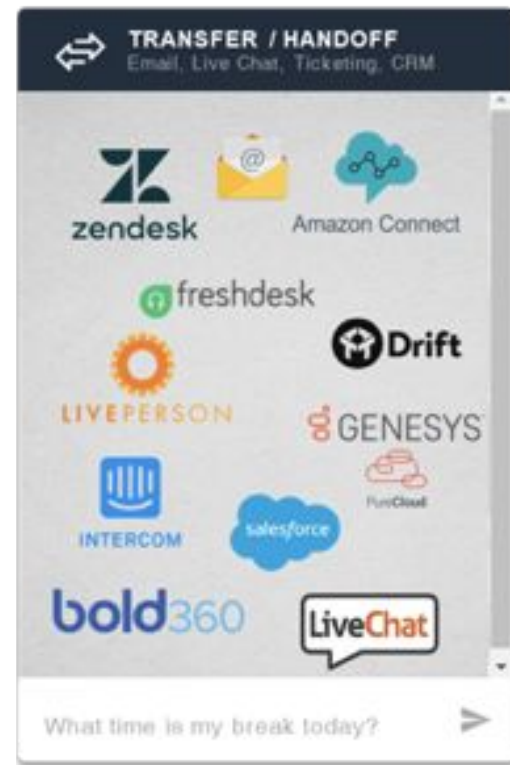 TRANSFER / HANDOFF
Email, Live Chat, Ticketing, CRM
@
zendesk
Amazon Connect
freshdesk
Drift
LIVEPERSON
GENESYS
PureCloud
INTERCOM
salesforce
bold360
LiveChat
What time is my break today?